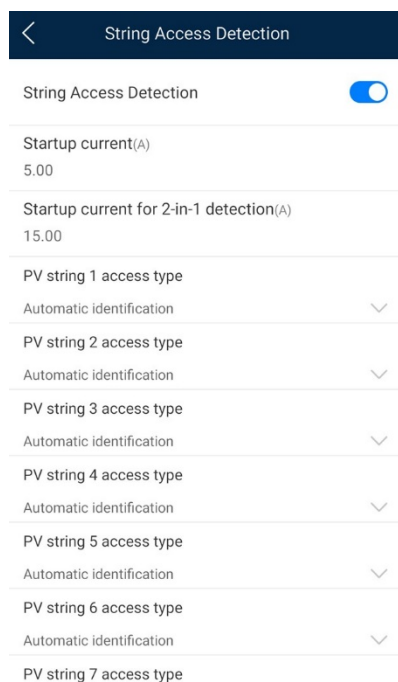 String Access Detection
String Access Detection
Startup current(A)
5.00
Startup current for 2-in-1 detection(A)
15.00
PV string 1 access type
Automatic identification
PV string 2 access type
Automatic identification
PV string 3 access type
Automatic identification
PV string 4 access type
Automatic identification
PV string 5 access type
Automatic identification
PV string 6 access type
Automatic identification
PV string 7 access type